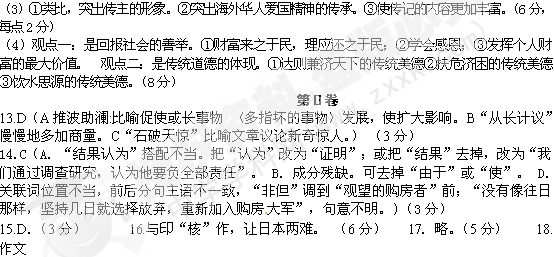 (3)①类比，突出传主的形象。②突出海外华人爱国精神的传承。③使传记的内容更加丰富。(6分，
每点2分)
(4) 观点一：是回报社会的善举。①财富来之于民，理应还之于民；②学会感恩；③发挥个人财
富的最大价值。 观点二：是传统道德的体现。①达则兼济天下的传统美德②扶危济困的传统美德
③饮水思源的传统美德。(8分)
第Ⅱ卷
13.D（A推波助澜:比喻促使或长事物 （多指坏的事物）发展，使扩大影响。B“从长计议”
慢慢地多加商量。C“石破天惊”比喻文章议论新奇惊人。） (3分)
14.C(A. “结果认为”搭配不当。把“认为”改为“证明”；或把“结果”去掉，改为“我
们通过调查研究，认为他要负全部责任”。 B. 成分残缺。可去掉“由于”或“使”。 D.
关联词位置不当，前后分句主语不一致，“非但”调到“观望的购房者”前；“没有像往日
那样，坚持几日就选择放弃，重新加入购房.大军”，句意不明。) (3分)
15.D. (3分) 16.与印“核”作，让日本两难。 (6分) 17. 略。(5分) 18.
作文